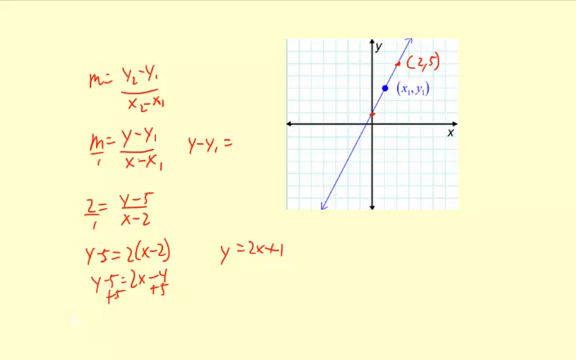 m = y₂-y₁ / x₂-x₁
m/1 = y-y₁ / x-x₁
y-y₁ =
2/1 = y-5 / x-2
y-5 = 2(x-2)
y-5 = 2x-4
+5 +5
y = 2x+1
y
(2,5)
(x₁, y₁)
x